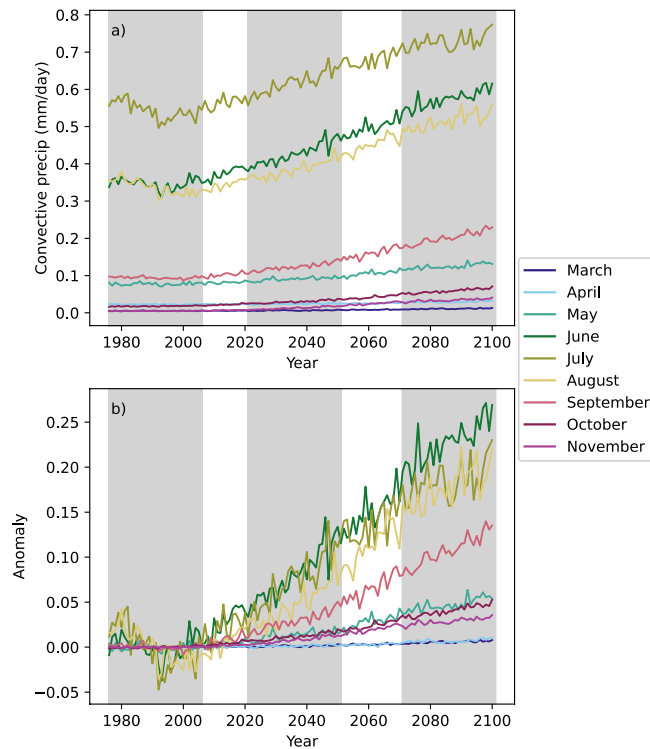 a)
Convective precip (mm/day)
0.8
0.7
0.6
0.5
0.4
0.3
0.2
0.1
0.0
1980 2000 2020 2040 2060 2080 2100
Year
March
April
May
June
July
August
September
October
November
b)
Anomaly
0.25
0.20
0.15
0.10
0.05
0.00
−0.05
1980 2000 2020 2040 2060 2080 2100
Year